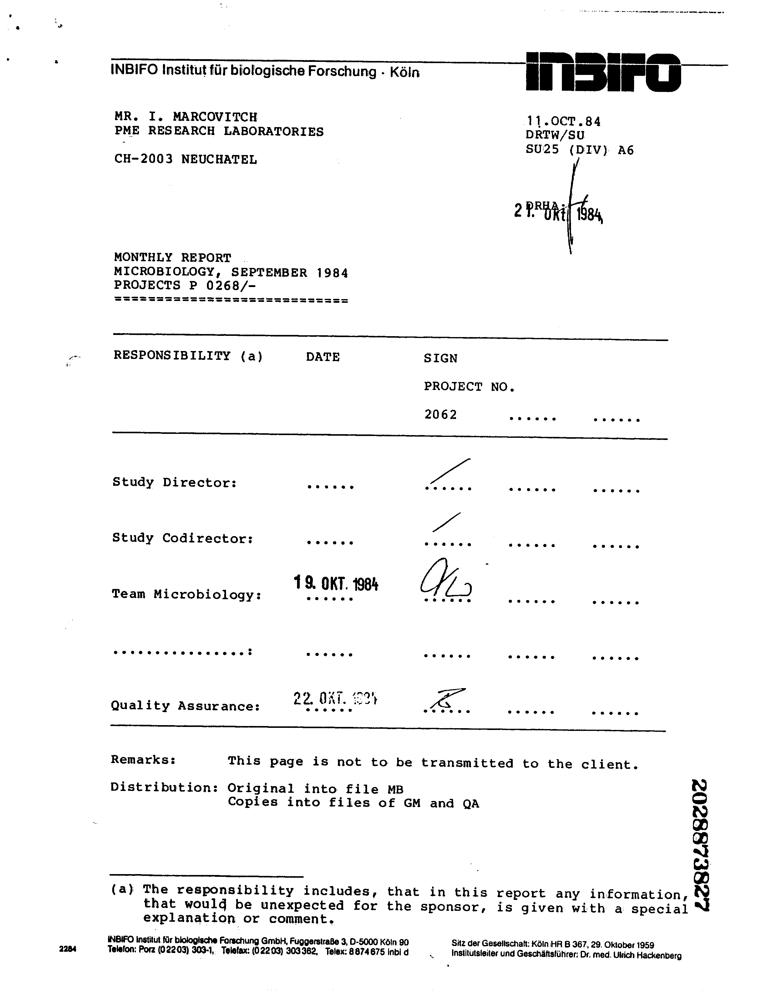 INBIFO Institut für biologische Forschung · Köln
INBIFO
MR. I. MARCOVITCH
PME RESEARCH LABORATORIES
CH-2003 NEUCHATEL
11.OCT.84
DRTW/SU
SU25 (DIV) A6
DRHA
21. OKT. 1984
MONTHLY REPORT
MICROBIOLOGY, SEPTEMBER 1984
PROJECTS P 0268/-
============================
RESPONSIBILITY (a) DATE SIGN
PROJECT NO.
2062 ...... ......
Study Director: ...... ...... ...... ......
Study Codirector: ...... ...... ...... ......
19. OKT. 1984
Team Microbiology: ...... ...... ...... ......
................: ...... ...... ...... ......
22. OKT. 1984
Quality Assurance: ...... ...... ...... ......
Remarks: This page is not to be transmitted to the client.
Distribution: Original into file MB
Copies into files of GM and QA
2028873827
(a) The responsibility includes, that in this report any information,
that would be unexpected for the sponsor, is given with a special
explanation or comment.
2284
INBIFO Institut für biologische Forschung GmbH, Fuggerstraße 3, D-5000 Köln 90
Telefon: Porz (02203) 303-1, Telefax: (02203) 303362, Telex: 8874675 inbi d
Sitz der Gesellschaft: Köln HR B 367, 29. Oktober 1959
Institutsleiter und Geschäftsführer: Dr. med. Ulrich Hackenberg